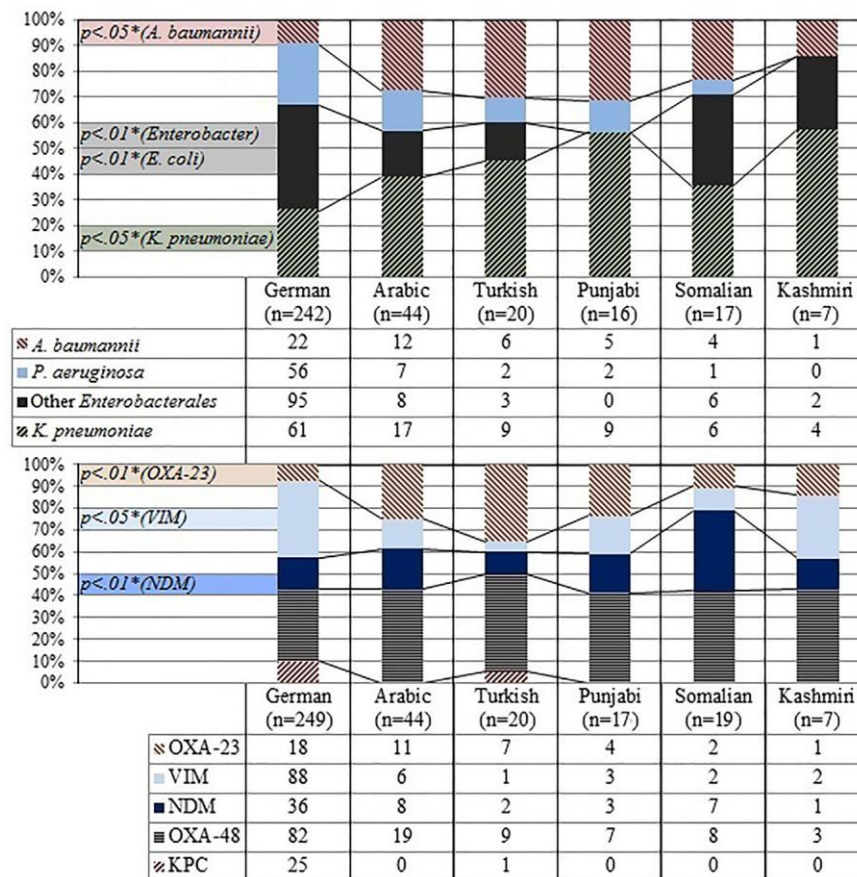 100%
90%
80%
70%
60%
50%
40%
30%
20%
10%
0%
p<.05*(A. baumannii)
p<.01*(Enterobacter)
p<.01*(E. coli)
p<.05*(K. pneumoniae)
German Arabic Turkish Punjabi Somalian Kashmiri
(n=242) (n=44) (n=20) (n=16) (n=17) (n=7)
A. baumannii 22 12 6 5 4 1
P. aeruginosa 56 7 2 2 1 0
Other Enterobacterales 95 8 3 0 6 2
K. pneumoniae 61 17 9 9 6 4
100%
90%
80%
70%
60%
50%
40%
30%
20%
10%
0%
p<.01*(OXA-23)
p<.05*(VIM)
p<.01*(NDM)
German Arabic Turkish Punjabi Somalian Kashmiri
(n=249) (n=44) (n=20) (n=17) (n=19) (n=7)
OXA-23 18 11 7 4 2 1
VIM 88 6 1 3 2 2
NDM 36 8 2 3 7 1
OXA-48 82 19 9 7 8 3
KPC 25 0 1 0 0 0